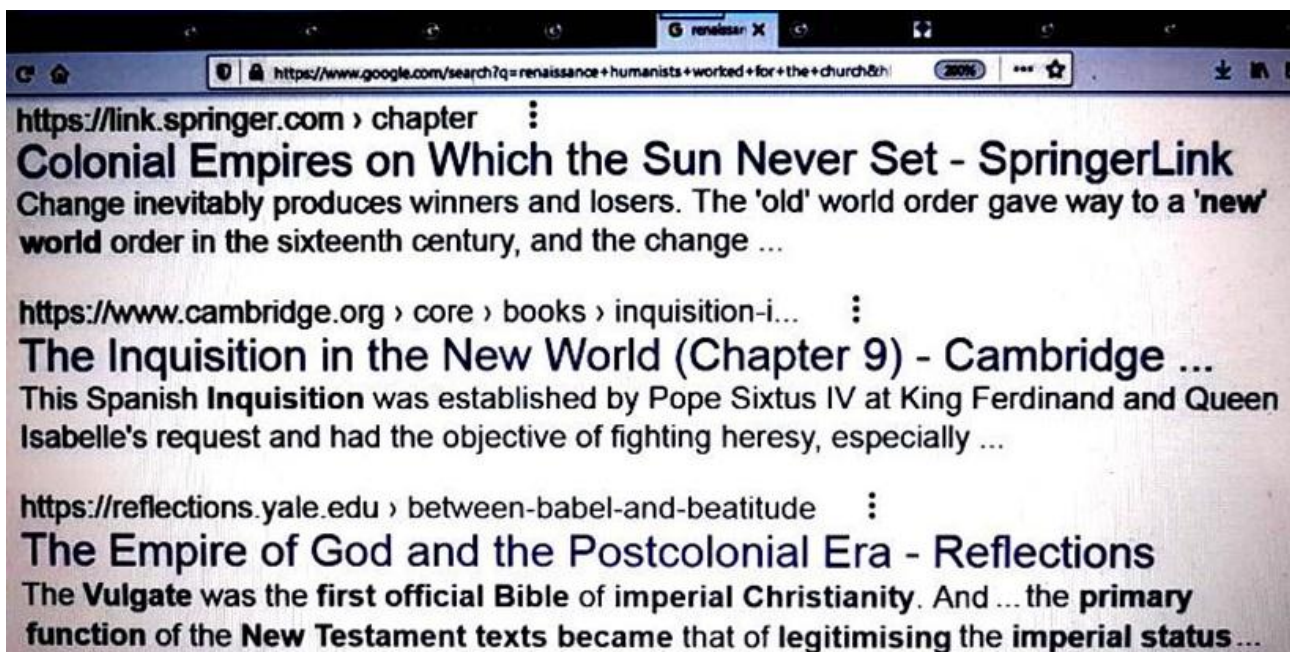 G renaissan X
https://www.google.com/search?q=renaissance+humanists+worked+for+the+church&h 200%
https://link.springer.com › chapter
Colonial Empires on Which the Sun Never Set - SpringerLink
Change inevitably produces winners and losers. The 'old' world order gave way to a 'new'
world order in the sixteenth century, and the change ...
https://www.cambridge.org › core › books › inquisition-i...
The Inquisition in the New World (Chapter 9) - Cambridge ...
This Spanish Inquisition was established by Pope Sixtus IV at King Ferdinand and Queen
Isabelle's request and had the objective of fighting heresy, especially ...
https://reflections.yale.edu › between-babel-and-beatitude
The Empire of God and the Postcolonial Era - Reflections
The Vulgate was the first official Bible of imperial Christianity. And ... the primary
function of the New Testament texts became that of legitimising the imperial status ...